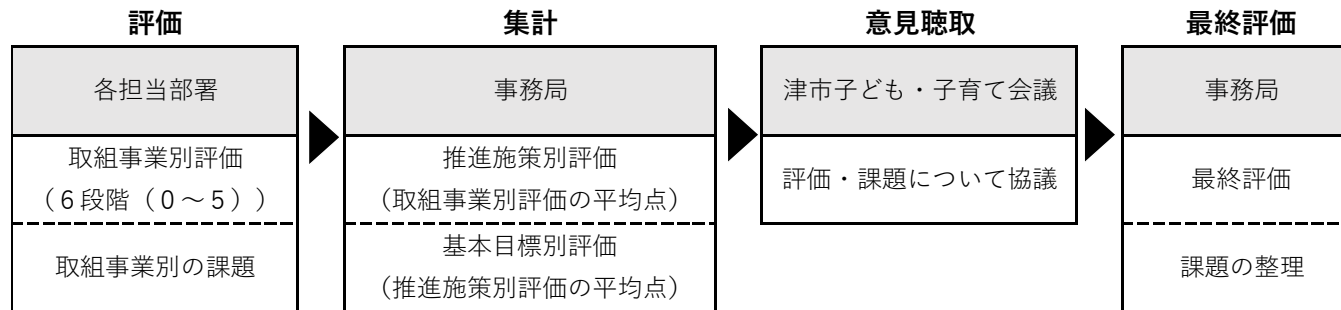 評価
各担当部署
取組事業別評価
（６段階（０～５））
取組事業別の課題
集計
事務局
推進施策別評価
（取組事業別評価の平均点）
基本目標別評価
（推進施策別評価の平均点）
意見聴取
津市子ども・子育て会議
評価・課題について協議
最終評価
事務局
最終評価
課題の整理